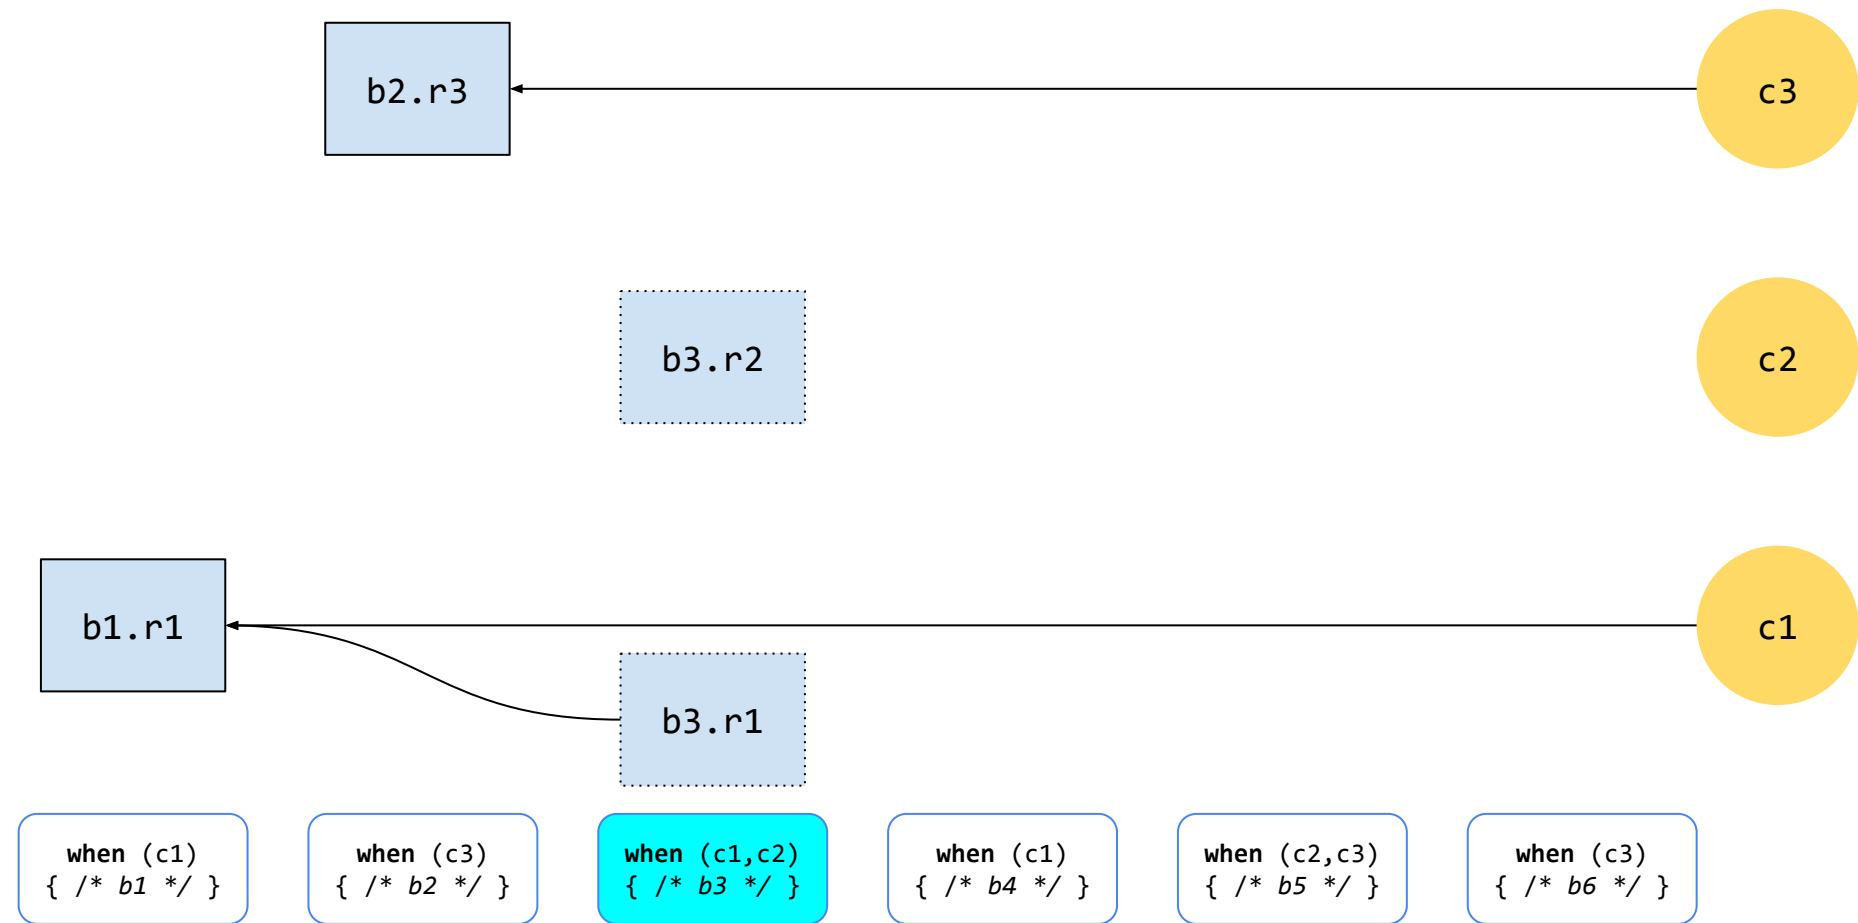 b2.r3
c3
b3.r2
c2
b1.r1
c1
b3.r1
when (c1)
{ /* b1 */ }
when (c3)
{ /* b2 */ }
when (c1,c2)
{ /* b3 */ }
when (c1)
{ /* b4 */ }
when (c2,c3)
{ /* b5 */ }
when (c3)
{ /* b6 */ }